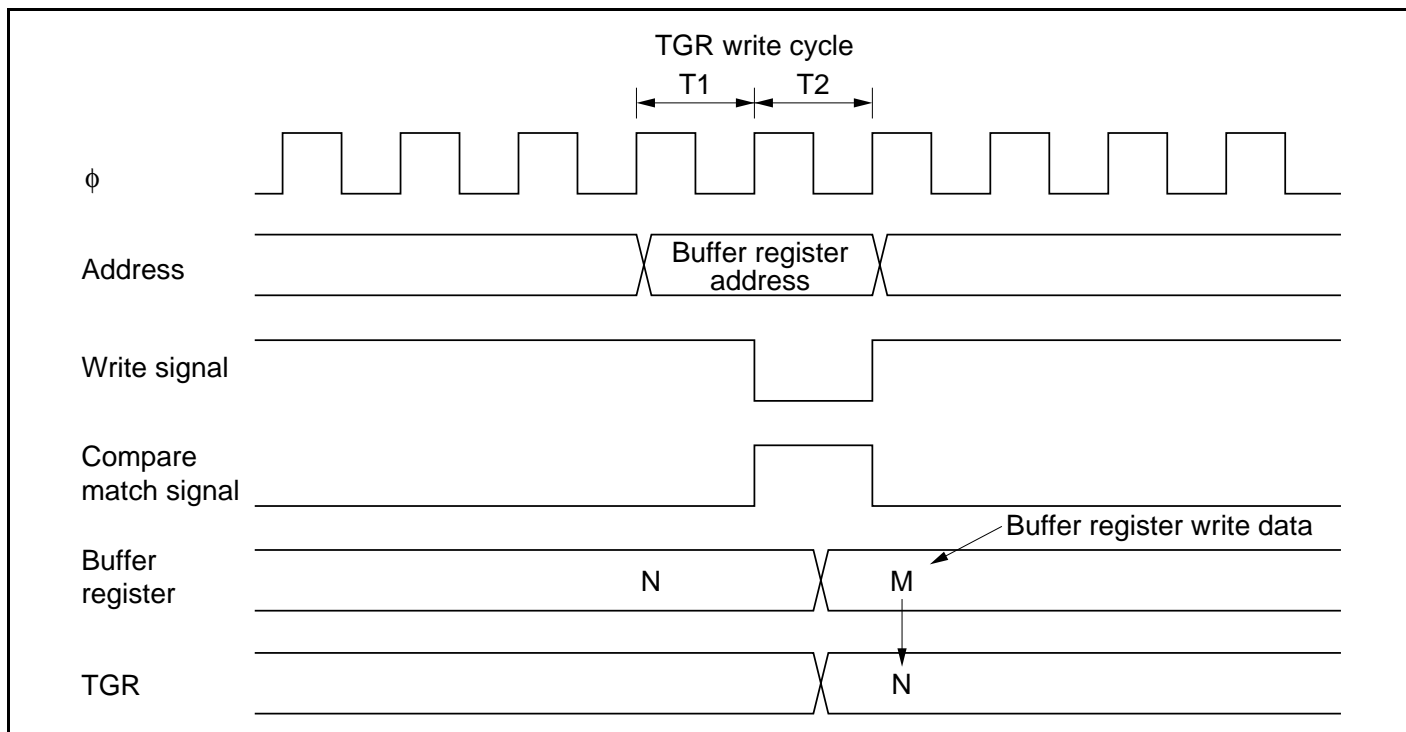 TGR write cycle
T1 T2
ϕ
Address
Buffer register
address
Write signal
Compare
match signal
Buffer register write data
Buffer
register
N M
TGR
N